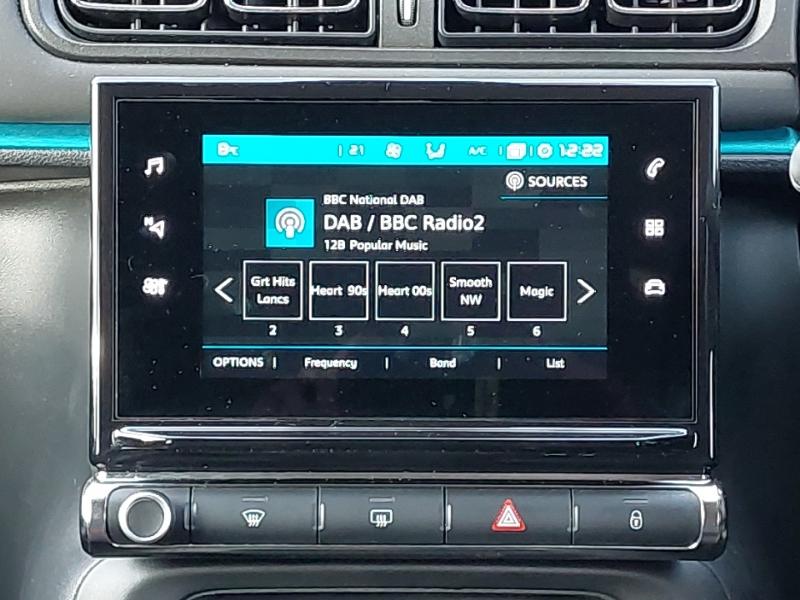 21 A/C 12:22
SOURCES
BBC National DAB
DAB / BBC Radio2
12B Popular Music
Grt Hits Lancs
Heart 90s
Heart 00s
Smooth NW
Magic
2 3 4 5 6
OPTIONS | Frequency | Band | List